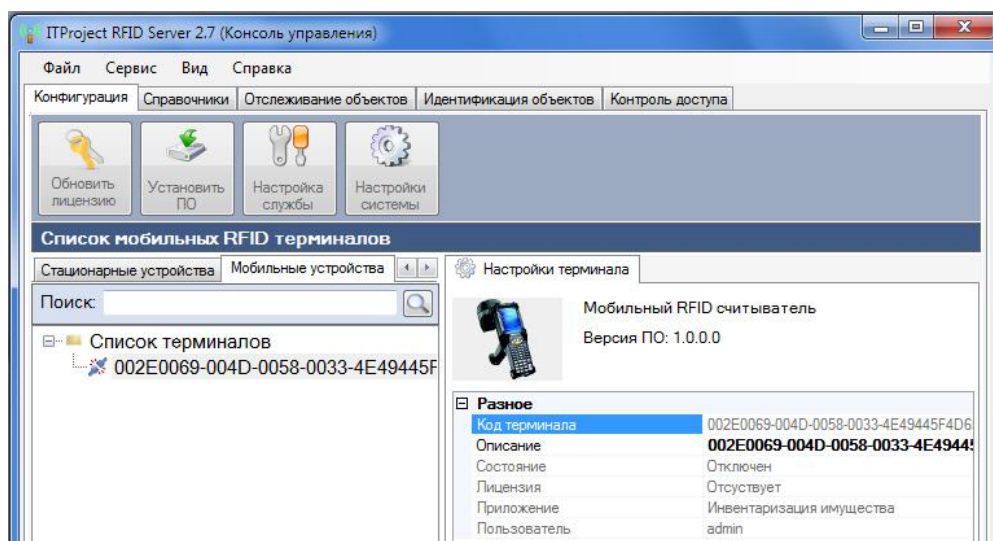 ITProject RFID Server 2.7 (Консоль управления)
Файл Сервис Вид Справка
Конфигурация Справочники Отслеживание объектов Идентификация объектов Контроль доступа
Обновить лицензию
Установить ПО
Настройка службы
Настройки системы
Список мобильных RFID терминалов
Стационарные устройства Мобильные устройства
Поиск:
Список терминалов
002E0069-004D-0058-0033-4E49445F
Настройки терминала
Мобильный RFID считыватель
Версия ПО: 1.0.0.0
Разное
Код терминала 002E0069-004D-0058-0033-4E49445F4D6
Описание 002E0069-004D-0058-0033-4E4944
Состояние Отключен
Лицензия Отсуствует
Приложение Инвентаризация имущества
Пользователь admin